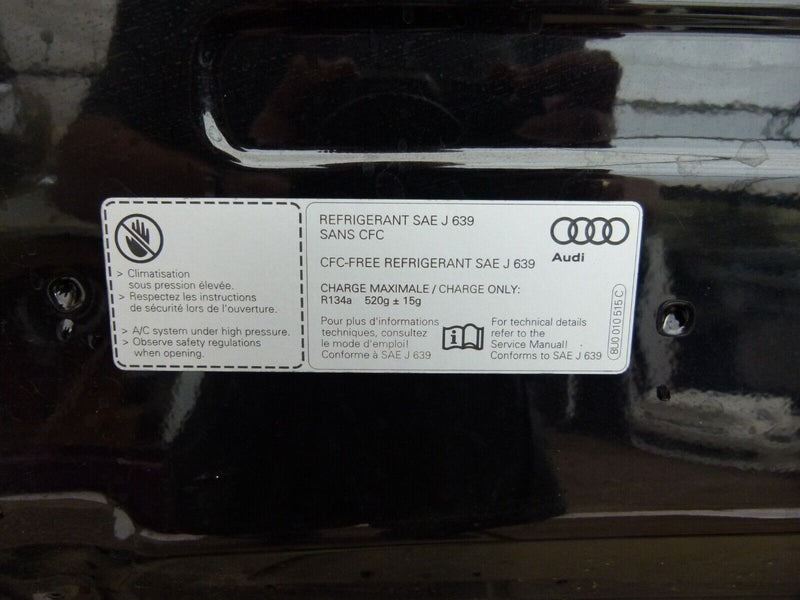 > Climatisation
sous pression élevée.
> Respectez les instructions
de sécurité lors de l'ouverture.
> A/C system under high pressure.
> Observe safety regulations
when opening.
REFRIGERANT SAE J 639
SANS CFC
CFC-FREE REFRIGERANT SAE J 639
CHARGE MAXIMALE / CHARGE ONLY:
R134a 520g ± 15g
Pour plus d'informations
techniques, consultez
le mode d'emploi!
Conforme à SAE J 639
For technical details
refer to the
Service Manual!
Conforms to SAE J 639
Audi
8U0 010 515 C